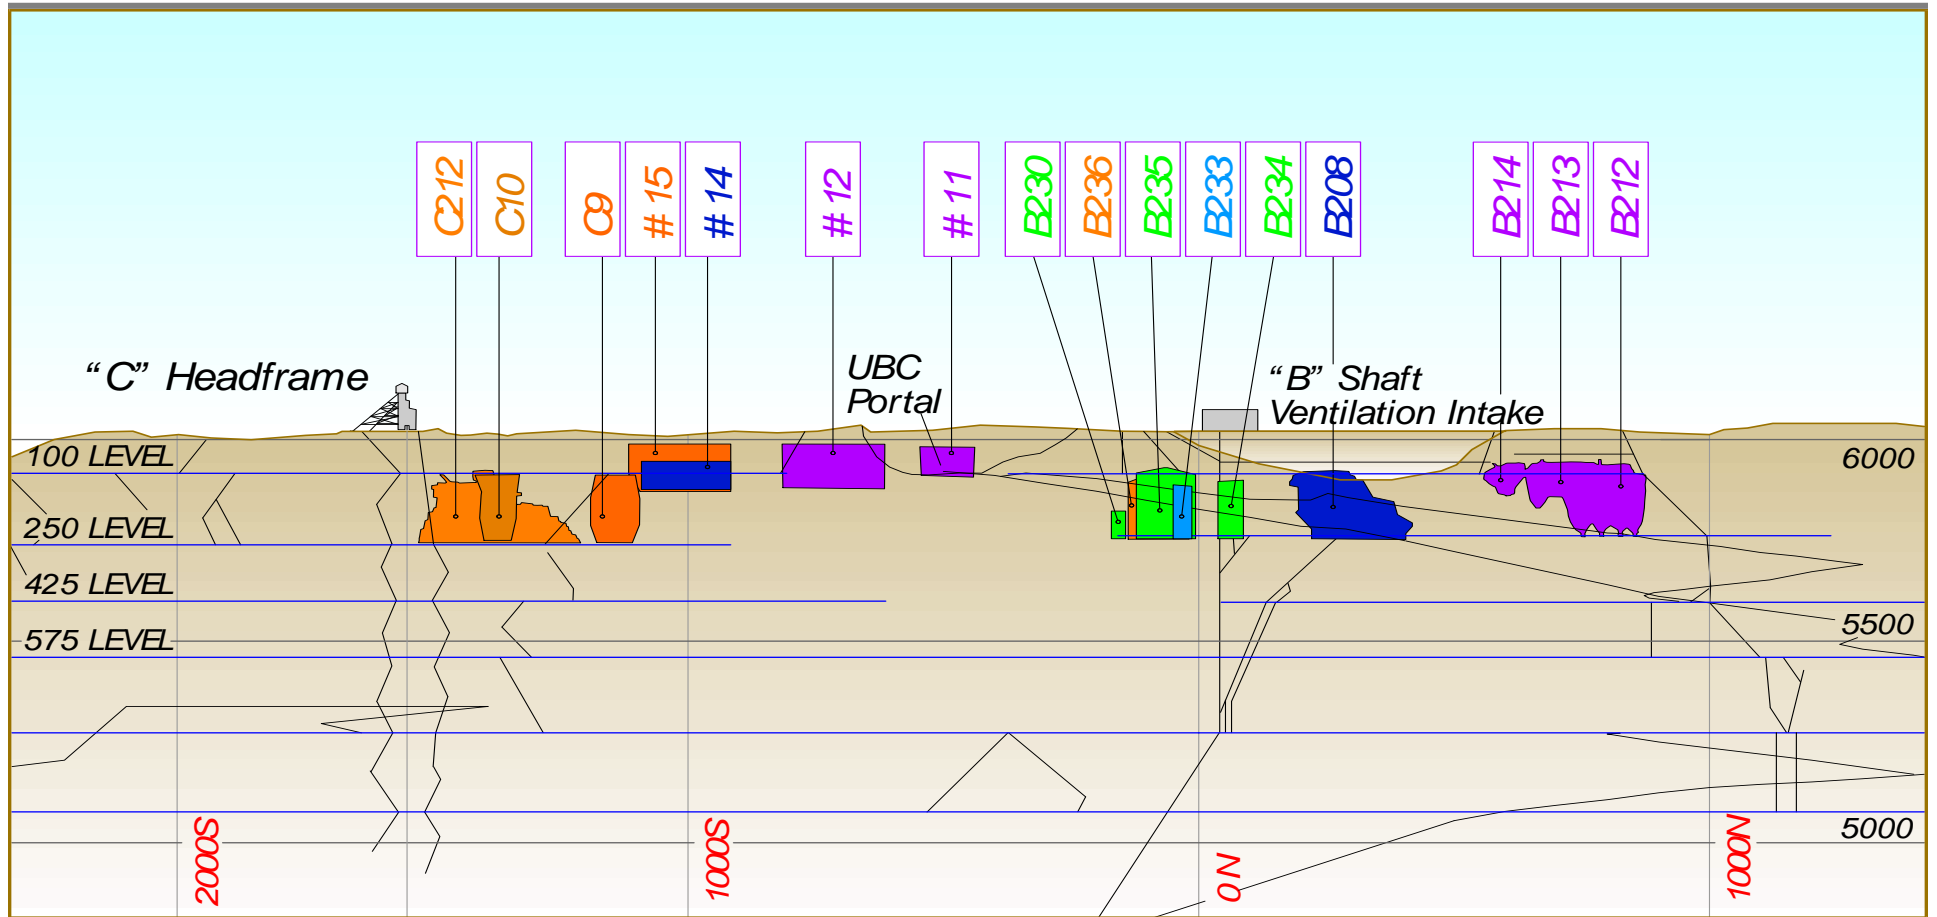 C212
C10
C9
# 15
# 14
# 12
# 11
B230
B236
B235
B233
B234
B208
B214
B213
B212
“C” Headframe
UBC
Portal
“B” Shaft
Ventilation Intake
100 LEVEL
6000
250 LEVEL
425 LEVEL
5500
575 LEVEL
5000
2000S
1000S
0 N
1000N